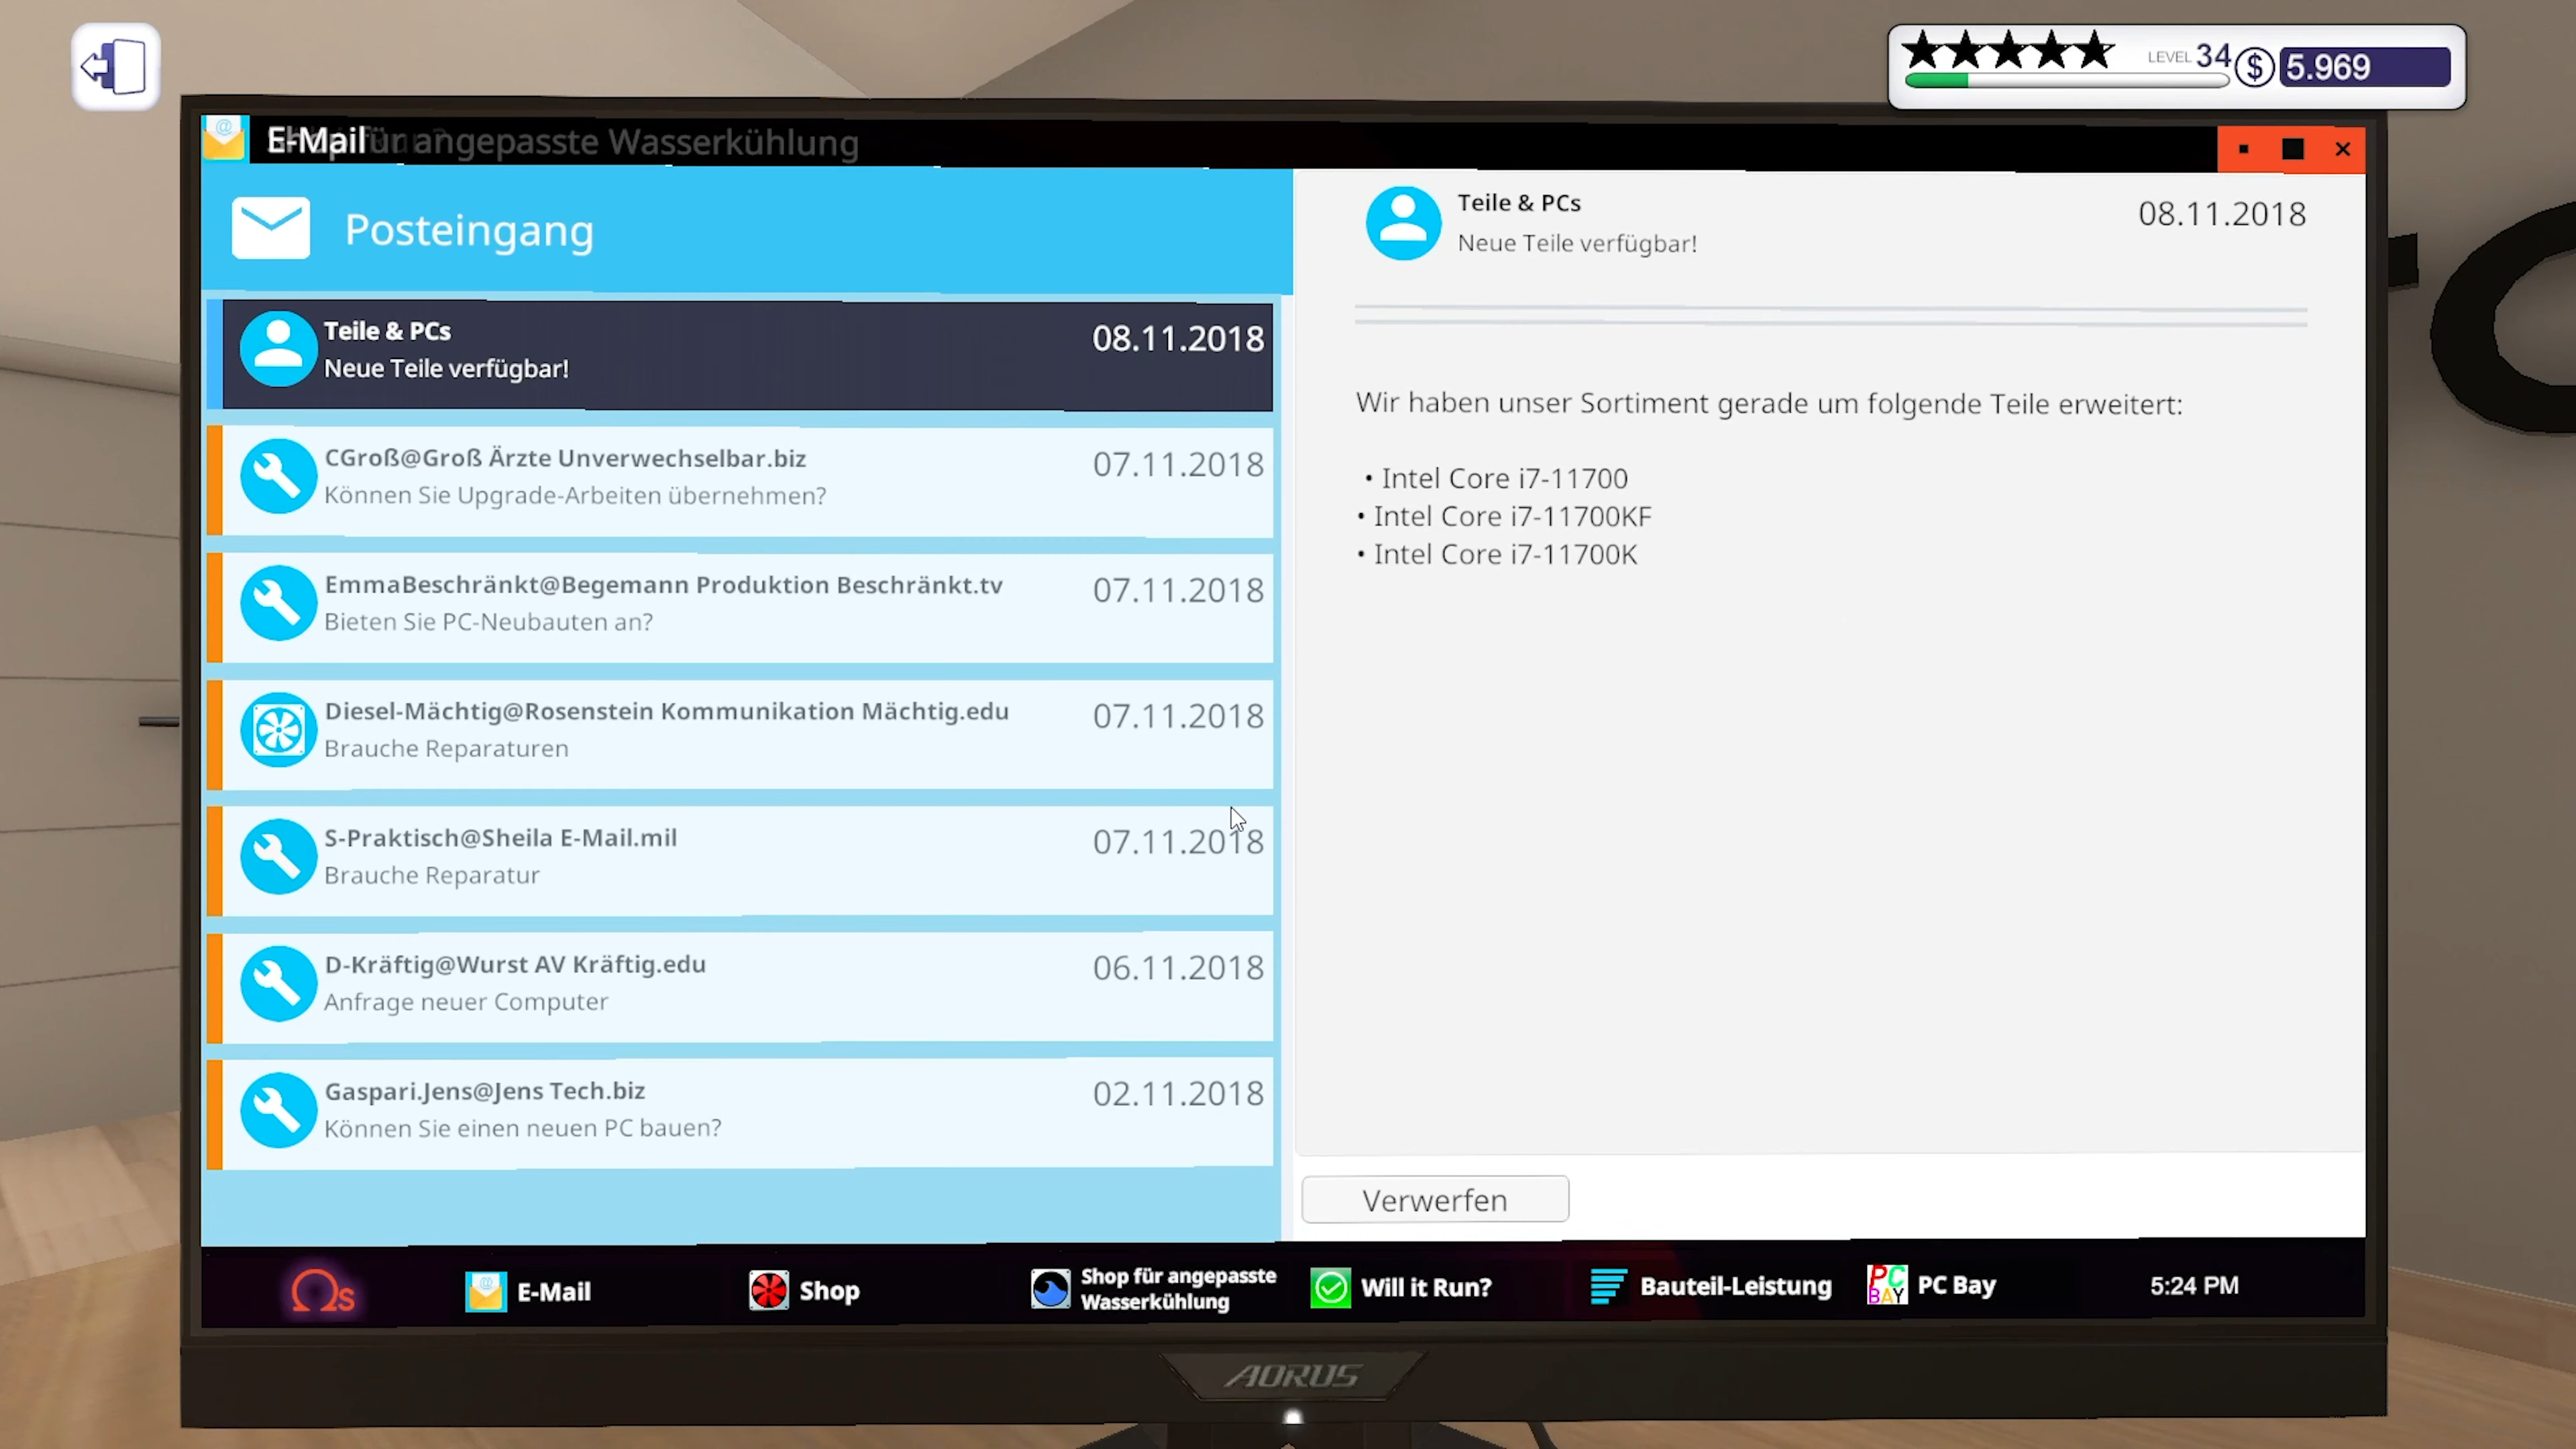 LEVEL 34 $ 5.969
E-Mail für angepasste Wasserkühlung
Posteingang
Teile & PCs
Neue Teile verfügbar!
08.11.2018
CGroß@Groß Ärzte Unverwechselbar.biz
Können Sie Upgrade-Arbeiten übernehmen?
07.11.2018
EmmaBeschränkt@Begemann Produktion Beschränkt.tv
Bieten Sie PC-Neubauten an?
07.11.2018
Diesel-Mächtig@Rosenstein Kommunikation Mächtig.edu
Brauche Reparaturen
07.11.2018
S-Praktisch@Sheila E-Mail.mil
Brauche Reparatur
07.11.2018
D-Kräftig@Wurst AV Kräftig.edu
Anfrage neuer Computer
06.11.2018
Gaspari.Jens@Jens Tech.biz
Können Sie einen neuen PC bauen?
02.11.2018
Teile & PCs
Neue Teile verfügbar!
08.11.2018
Wir haben unser Sortiment gerade um folgende Teile erweitert:
• Intel Core i7-11700
• Intel Core i7-11700KF
• Intel Core i7-11700K
Verwerfen
Ωs
E-Mail
Shop
Shop für angepasste
Wasserkühlung
Will it Run?
Bauteil-Leistung
PC BAY
PC Bay
5:24 PM
AORUS